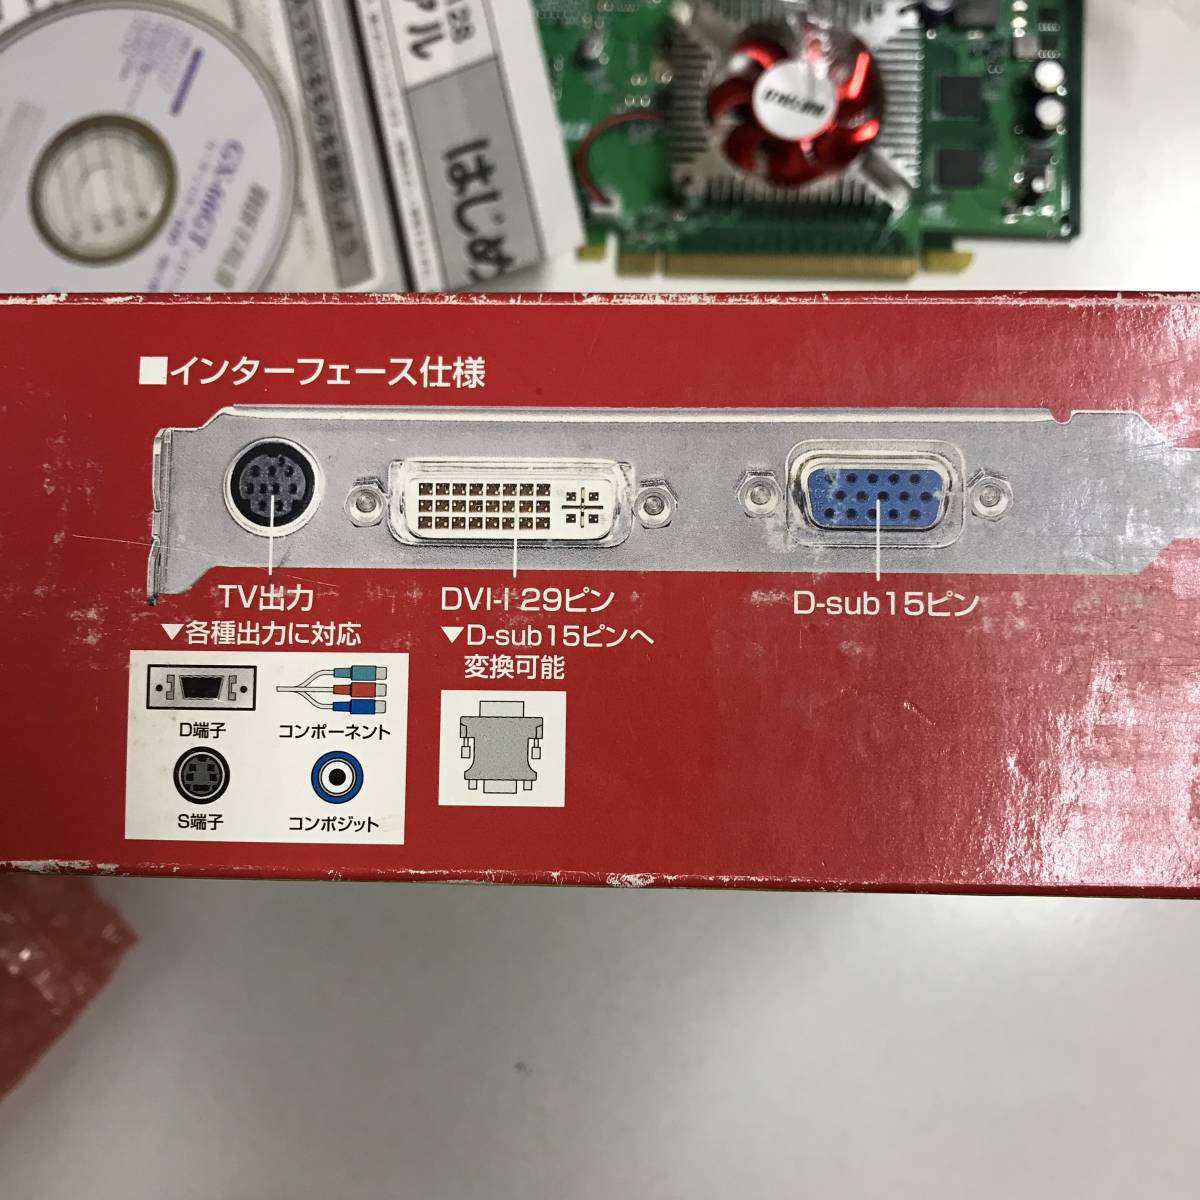 はじめ
■インターフェース仕様
TV出力
▼各種出力に対応
D端子
コンポーネント
S端子
コンポジット
DVI-I 29ピン
▼D-sub15ピンへ
変換可能
D-sub15ピン